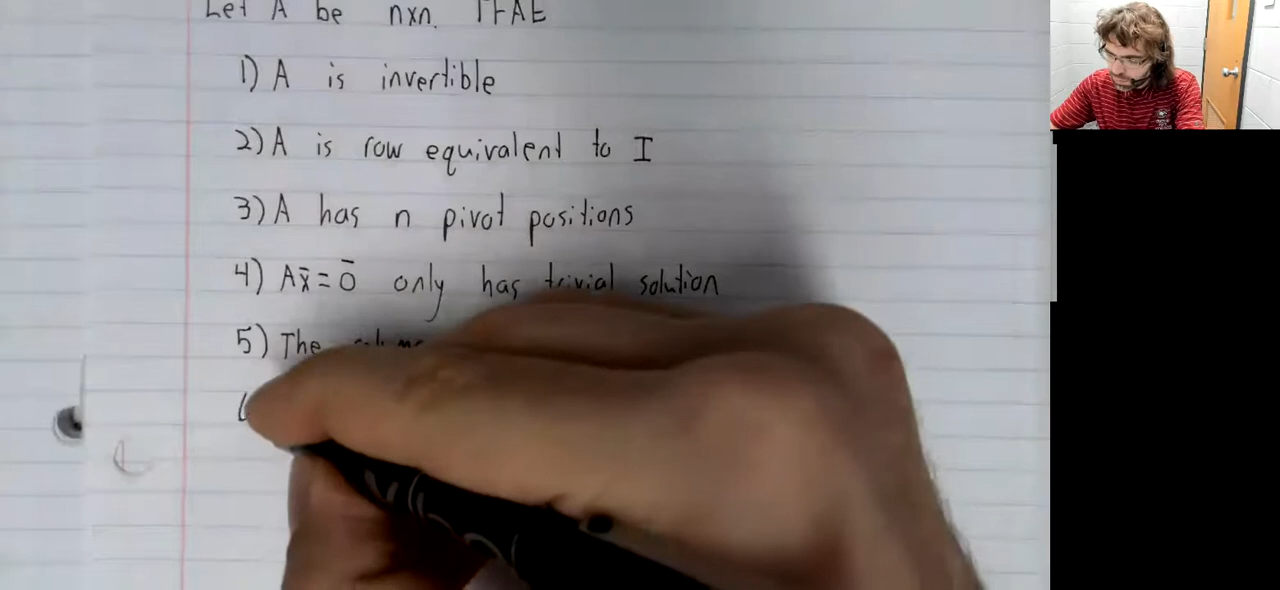 Let A be nxn. TFAE
1) A is invertible
2) A is row equivalent to I
3) A has n pivot positions
4) Ax̄ = 0̄ only has trivial solution
5) The